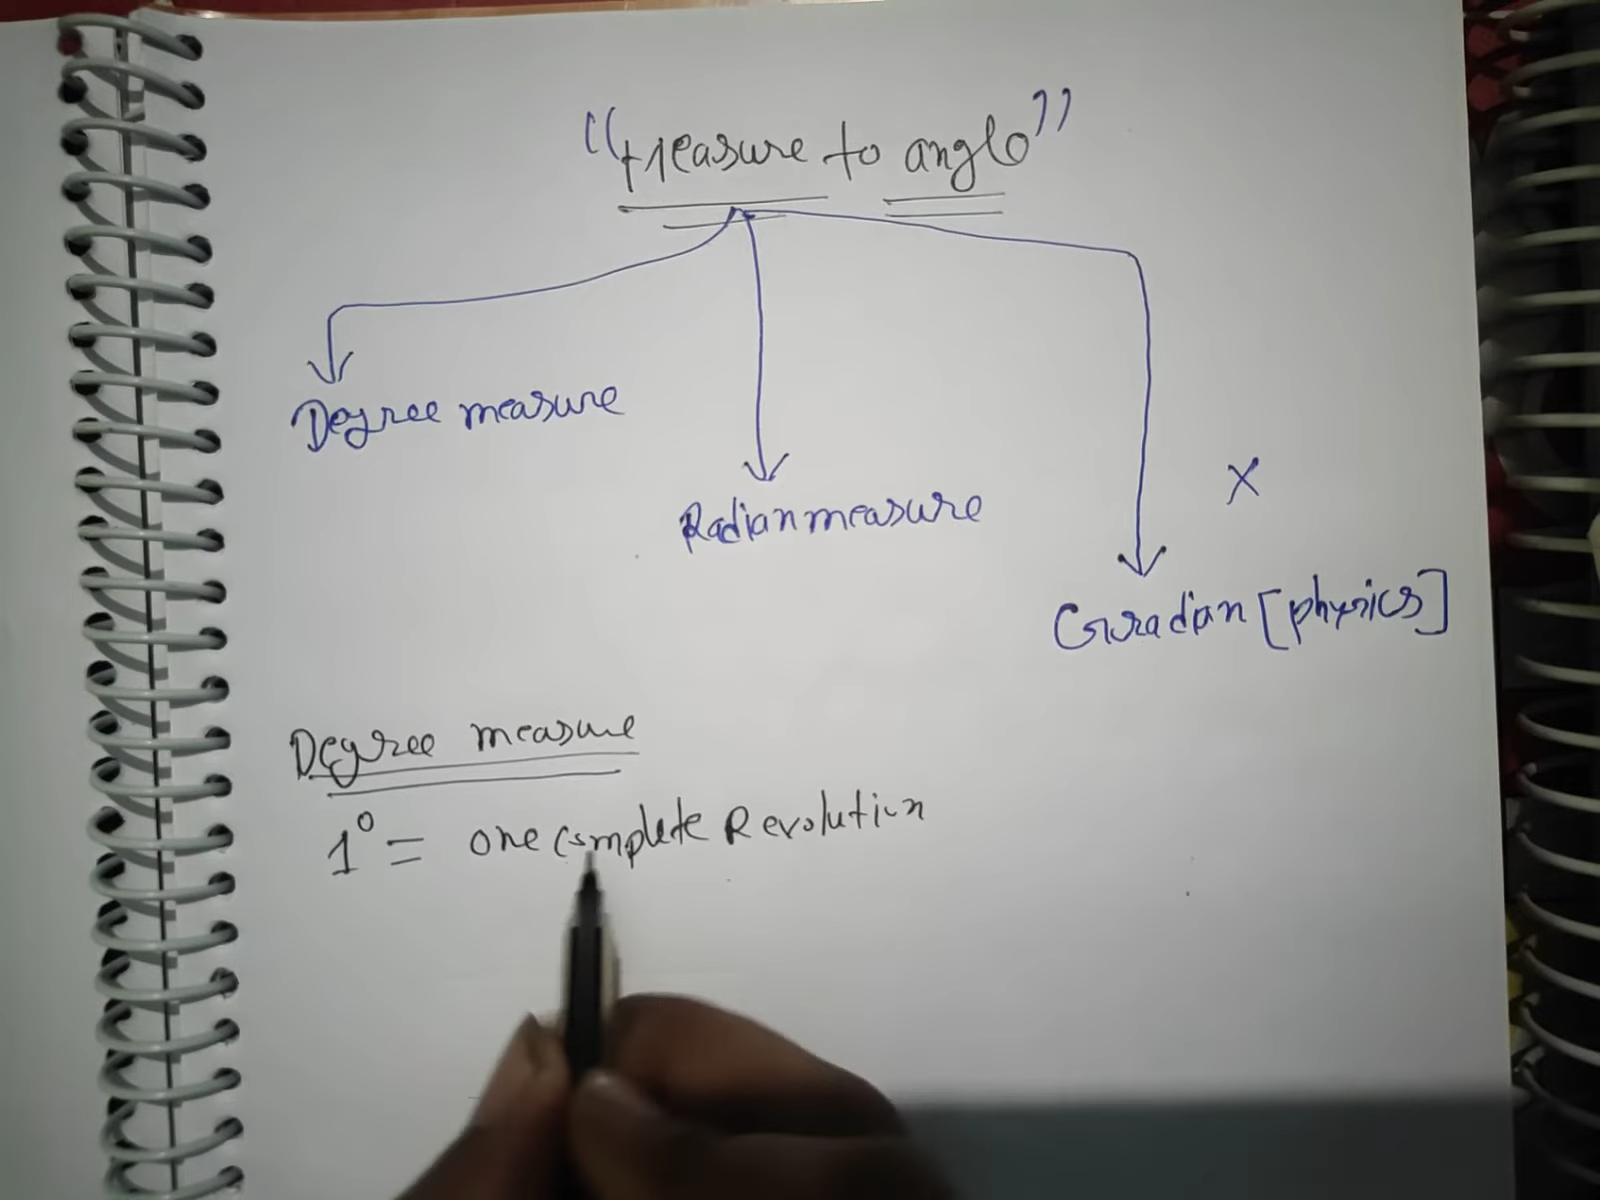 "Measure to angle"
Degree measure
Radian measure
X
Gradian [physics]
Degree measure
1° = one complete Revolution